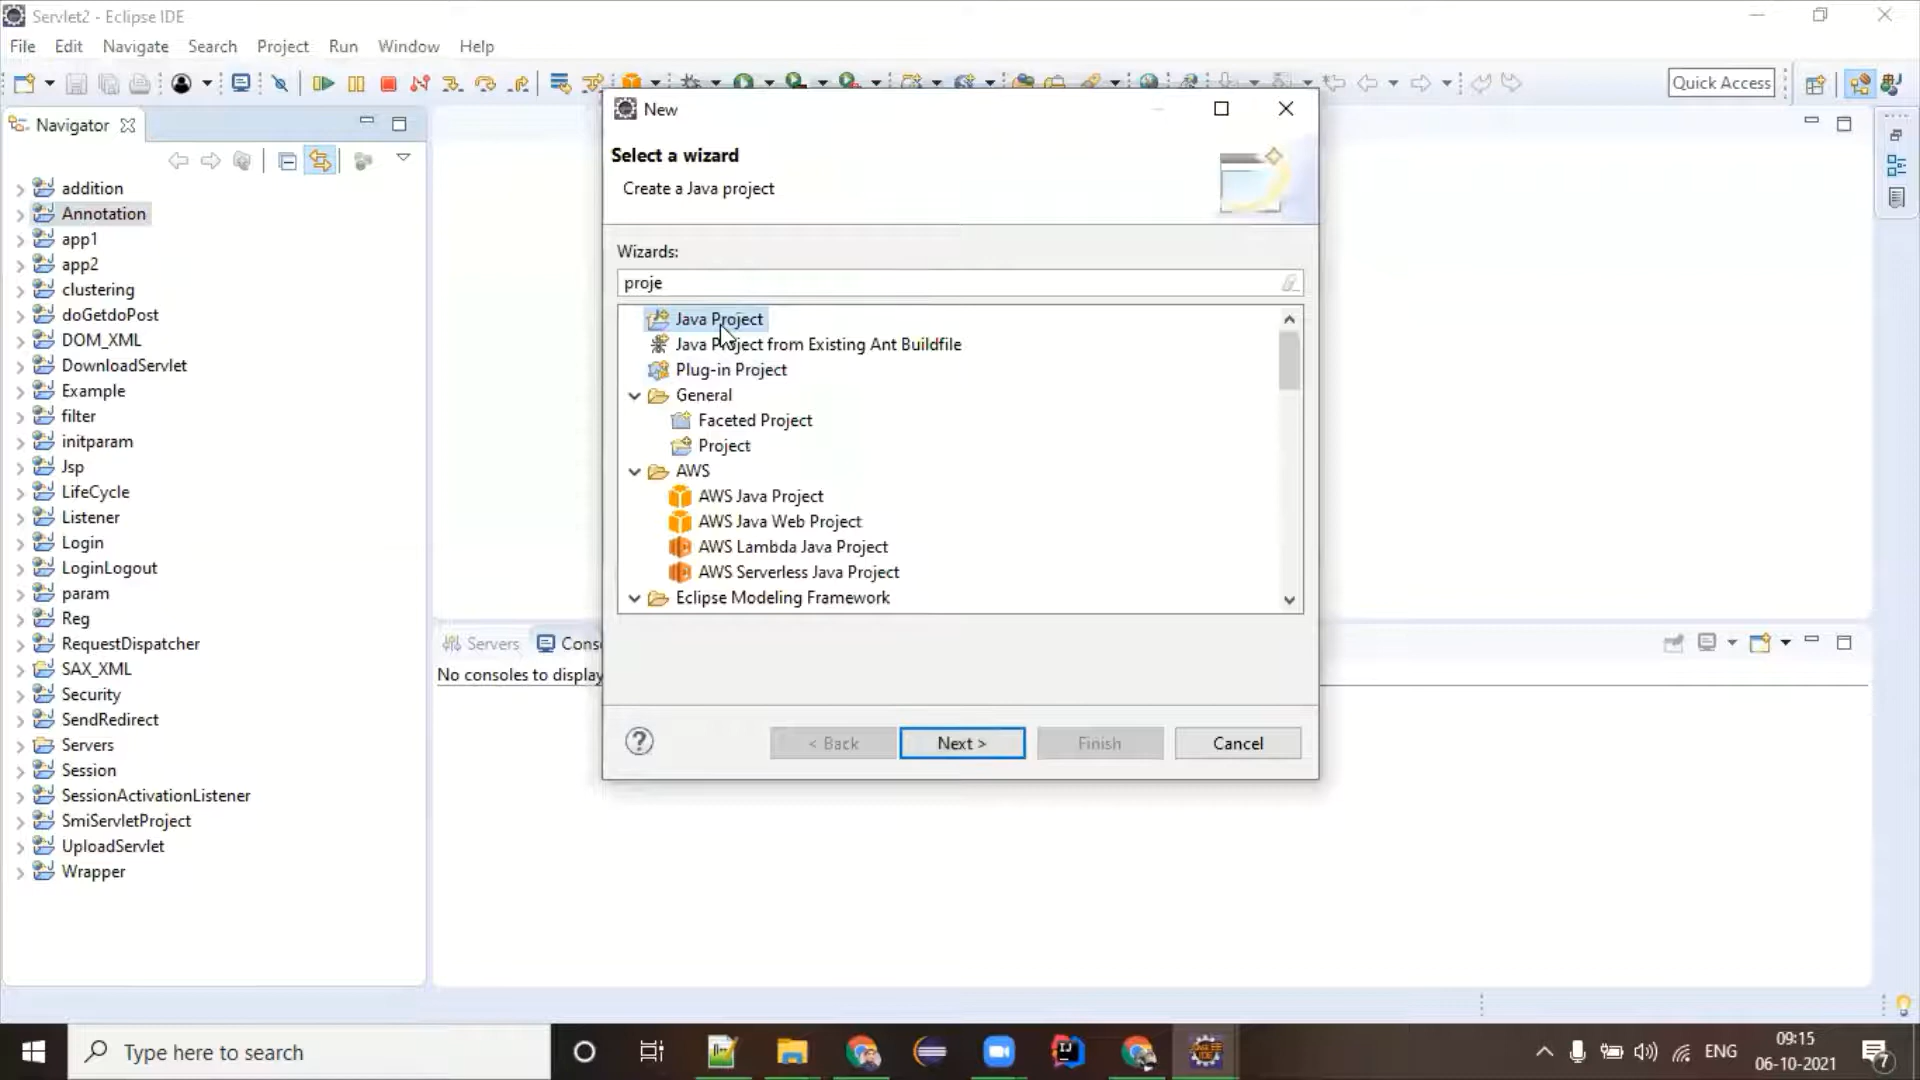 Servlet2 - Eclipse IDE
File Edit Navigate Search Project Run Window Help
Quick Access
Navigator
addition
Annotation
app1
app2
clustering
doGetdoPost
DOM_XML
DownloadServlet
Example
filter
initparam
Jsp
LifeCycle
Listener
Login
LoginLogout
param
Reg
RequestDispatcher
SAX_XML
Security
SendRedirect
Servers
Session
SessionActivationListener
SmiServletProject
UploadServlet
Wrapper
New
Select a wizard
Create a Java project
Wizards:
proje
Java Project
Java Project from Existing Ant Buildfile
Plug-in Project
General
Faceted Project
Project
AWS
AWS Java Project
AWS Java Web Project
AWS Lambda Java Project
AWS Serverless Java Project
Eclipse Modeling Framework
? < Back Next > Finish Cancel
Servers Conso
No consoles to display
Type here to search
ENG
09:15
06-10-2021
7